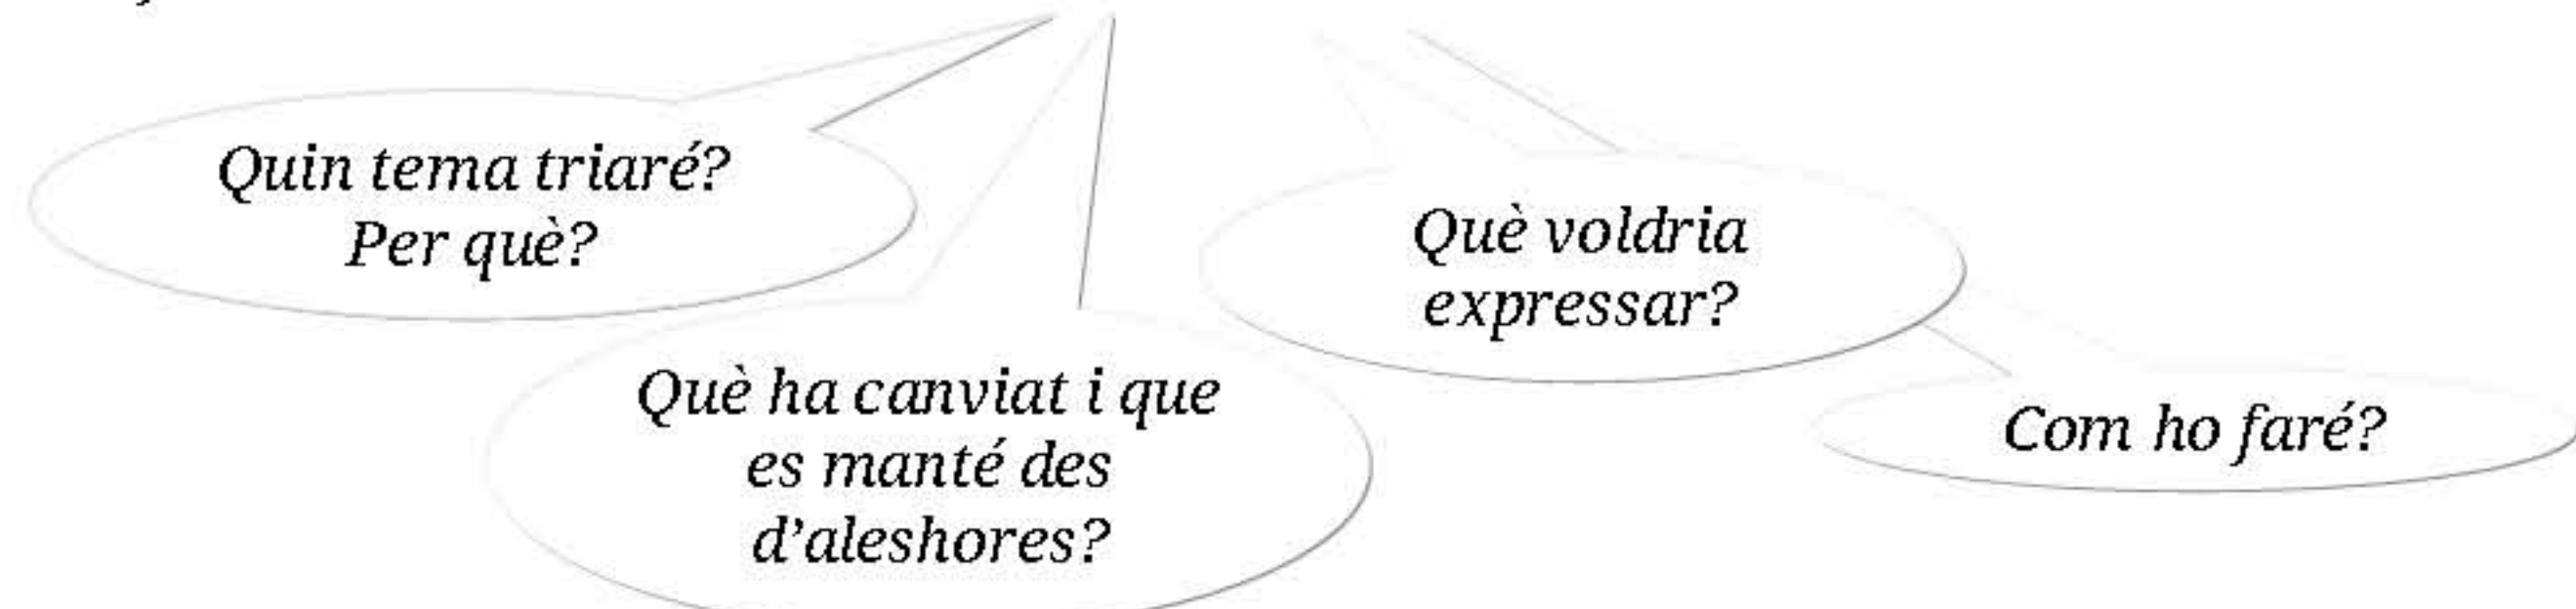 Quin tema triaré?
Per què?
Què ha canviat i que
es manté des
d’aleshores?
Què voldria
expressar?
Com ho faré?